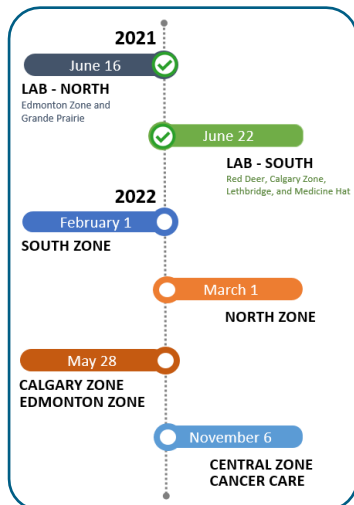 2021
June 16
LAB - NORTH
Edmonton Zone and
Grande Prairie
June 22
LAB - SOUTH
Red Deer, Calgary Zone,
Lethbridge, and Medicine Hat
2022
February 1
SOUTH ZONE
March 1
NORTH ZONE
May 28
CALGARY ZONE
EDMONTON ZONE
November 6
CENTRAL ZONE
CANCER CARE